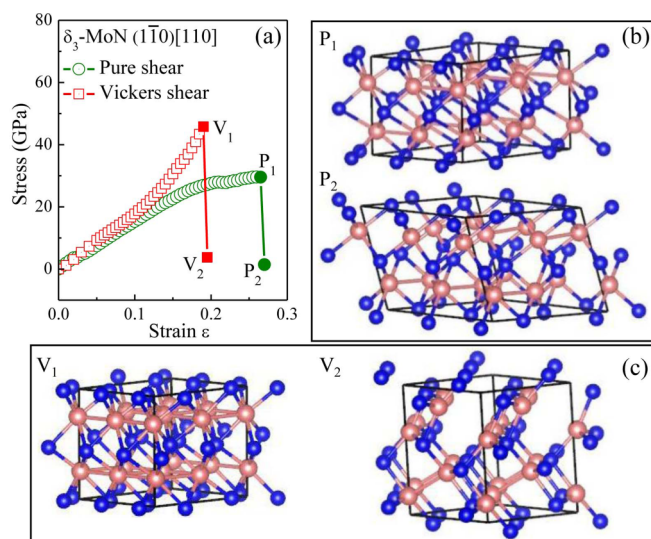 δ₃-MoN (11̅0)[110] (a)
Pure shear
Vickers shear
Stress (GPa)
80
60
40
20
0
V₁
P₁
V₂
P₂
0.0 0.1 0.2 0.3
Strain ε
P₁ (b)
P₂
V₁ V₂ (c)